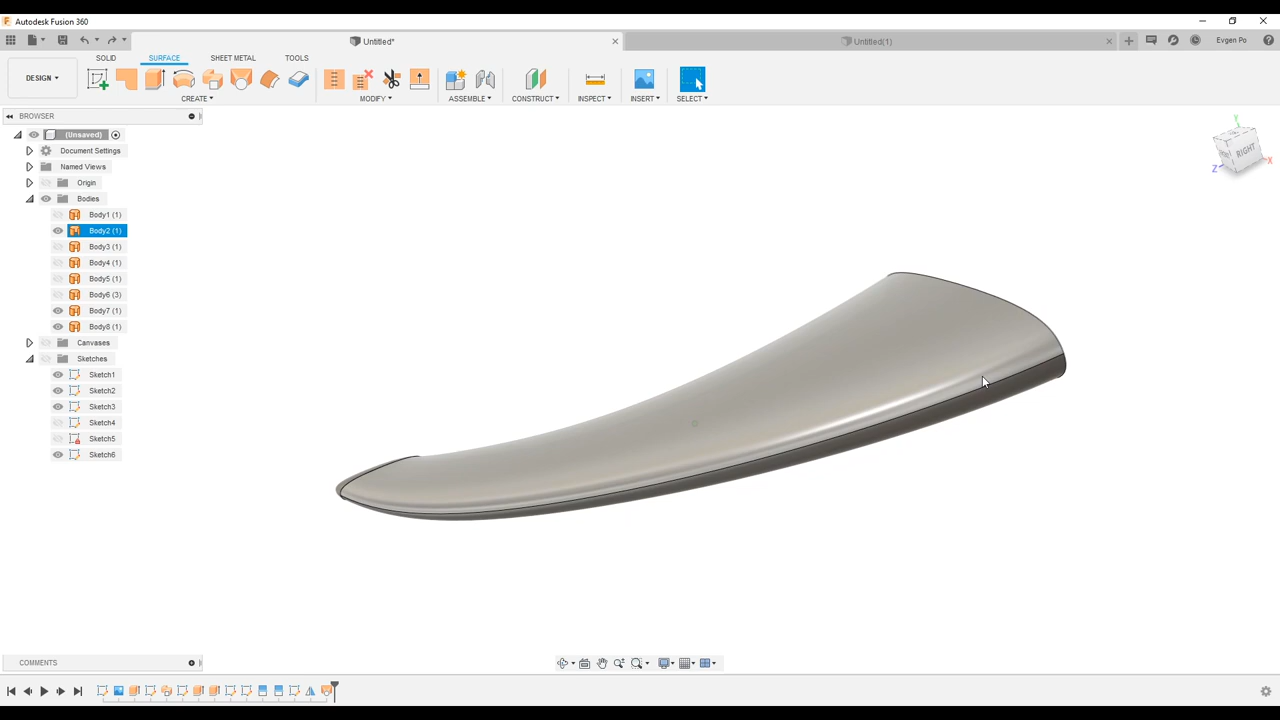 Autodesk Fusion 360
Untitled*
Untitled(1)
Evgen Po
SOLID SURFACE SHEET METAL TOOLS
DESIGN
CREATE MODIFY ASSEMBLE CONSTRUCT INSPECT INSERT SELECT
BROWSER
(Unsaved)
Document Settings
Named Views
Origin
Bodies
Body1 (1)
Body2 (1)
Body3 (1)
Body4 (1)
Body5 (1)
Body6 (3)
Body7 (1)
Body8 (1)
Canvases
Sketches
Sketch1
Sketch2
Sketch3
Sketch4
Sketch5
Sketch6
Y
RIGHT
X
Z
COMMENTS